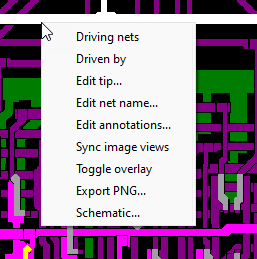 Driving nets
Driven by
Edit tip...
Edit net name...
Edit annotations...
Sync image views
Toggle overlay
Export PNG...
Schematic...